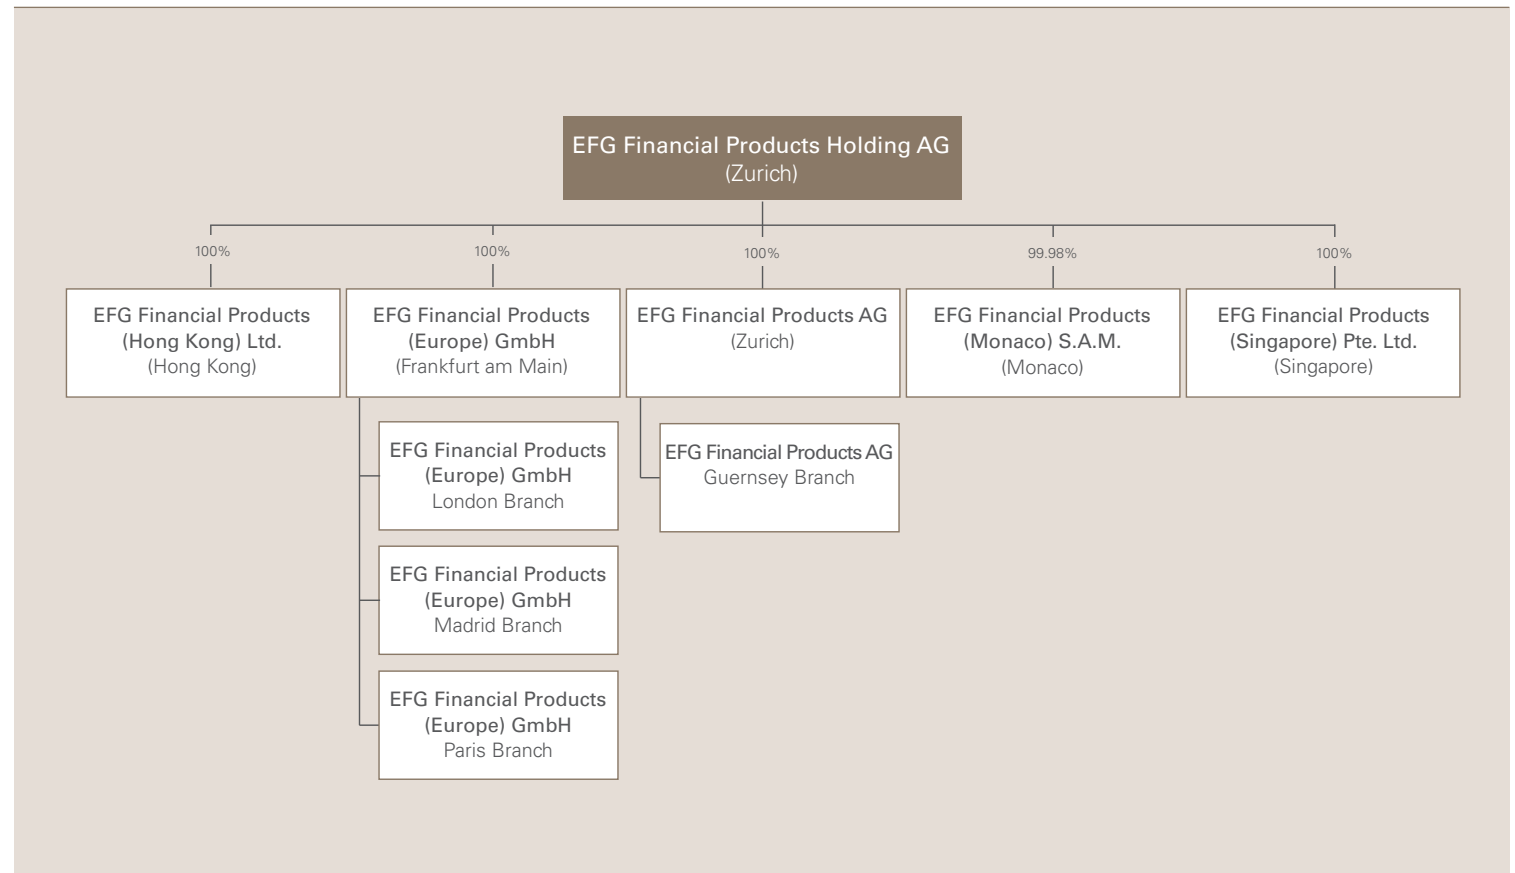 EFG Financial Products Holding AG
(Zurich)
100%
100%
100%
99.98%
100%
EFG Financial Products
(Hong Kong) Ltd.
(Hong Kong)
EFG Financial Products
(Europe) GmbH
(Frankfurt am Main)
EFG Financial Products AG
(Zurich)
EFG Financial Products
(Monaco) S.A.M.
(Monaco)
EFG Financial Products
(Singapore) Pte. Ltd.
(Singapore)
EFG Financial Products
(Europe) GmbH
London Branch
EFG Financial Products AG
Guernsey Branch
EFG Financial Products
(Europe) GmbH
Madrid Branch
EFG Financial Products
(Europe) GmbH
Paris Branch